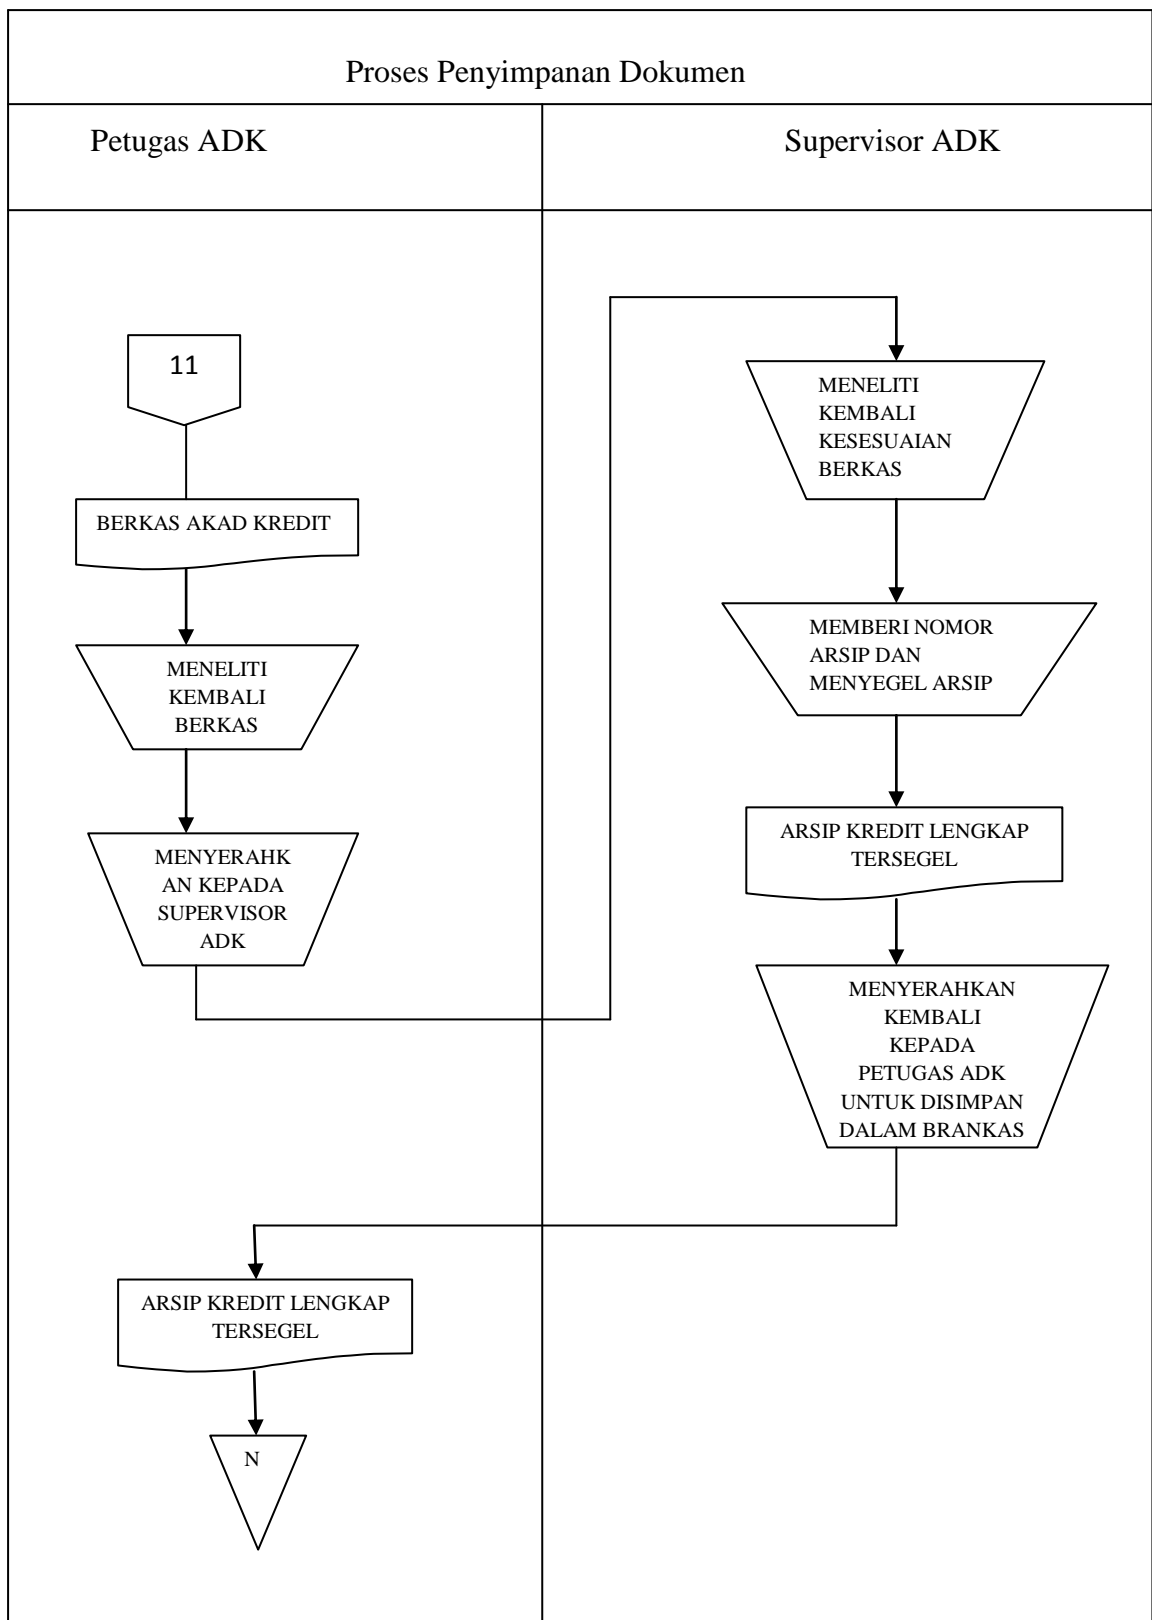 Proses Penyimpanan Dokumen
Petugas ADK
Supervisor ADK
11
BERKAS AKAD KREDIT
MENELITI
KEMBALI
BERKAS
MENYERAHK
AN KEPADA
SUPERVISOR
ADK
MENELITI
KEMBALI
KESESUAIAN
BERKAS
MEMBERI NOMOR
ARSIP DAN
MENYEGEL ARSIP
ARSIP KREDIT LENGKAP
TERSEGEL
MENYERAHKAN
KEMBALI
KEPADA
PETUGAS ADK
UNTUK DISIMPAN
DALAM BRANKAS
ARSIP KREDIT LENGKAP
TERSEGEL
N